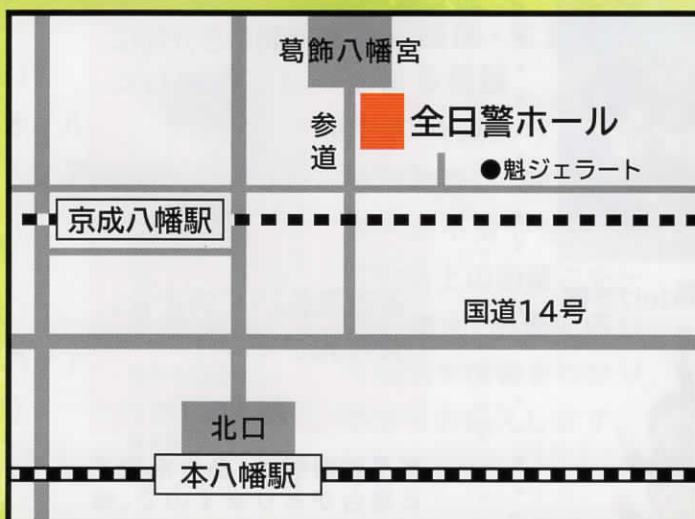 葛飾八幡宮
参道
全日警ホール
●魁ジェラート
京成八幡駅
国道14号
北口
本八幡駅